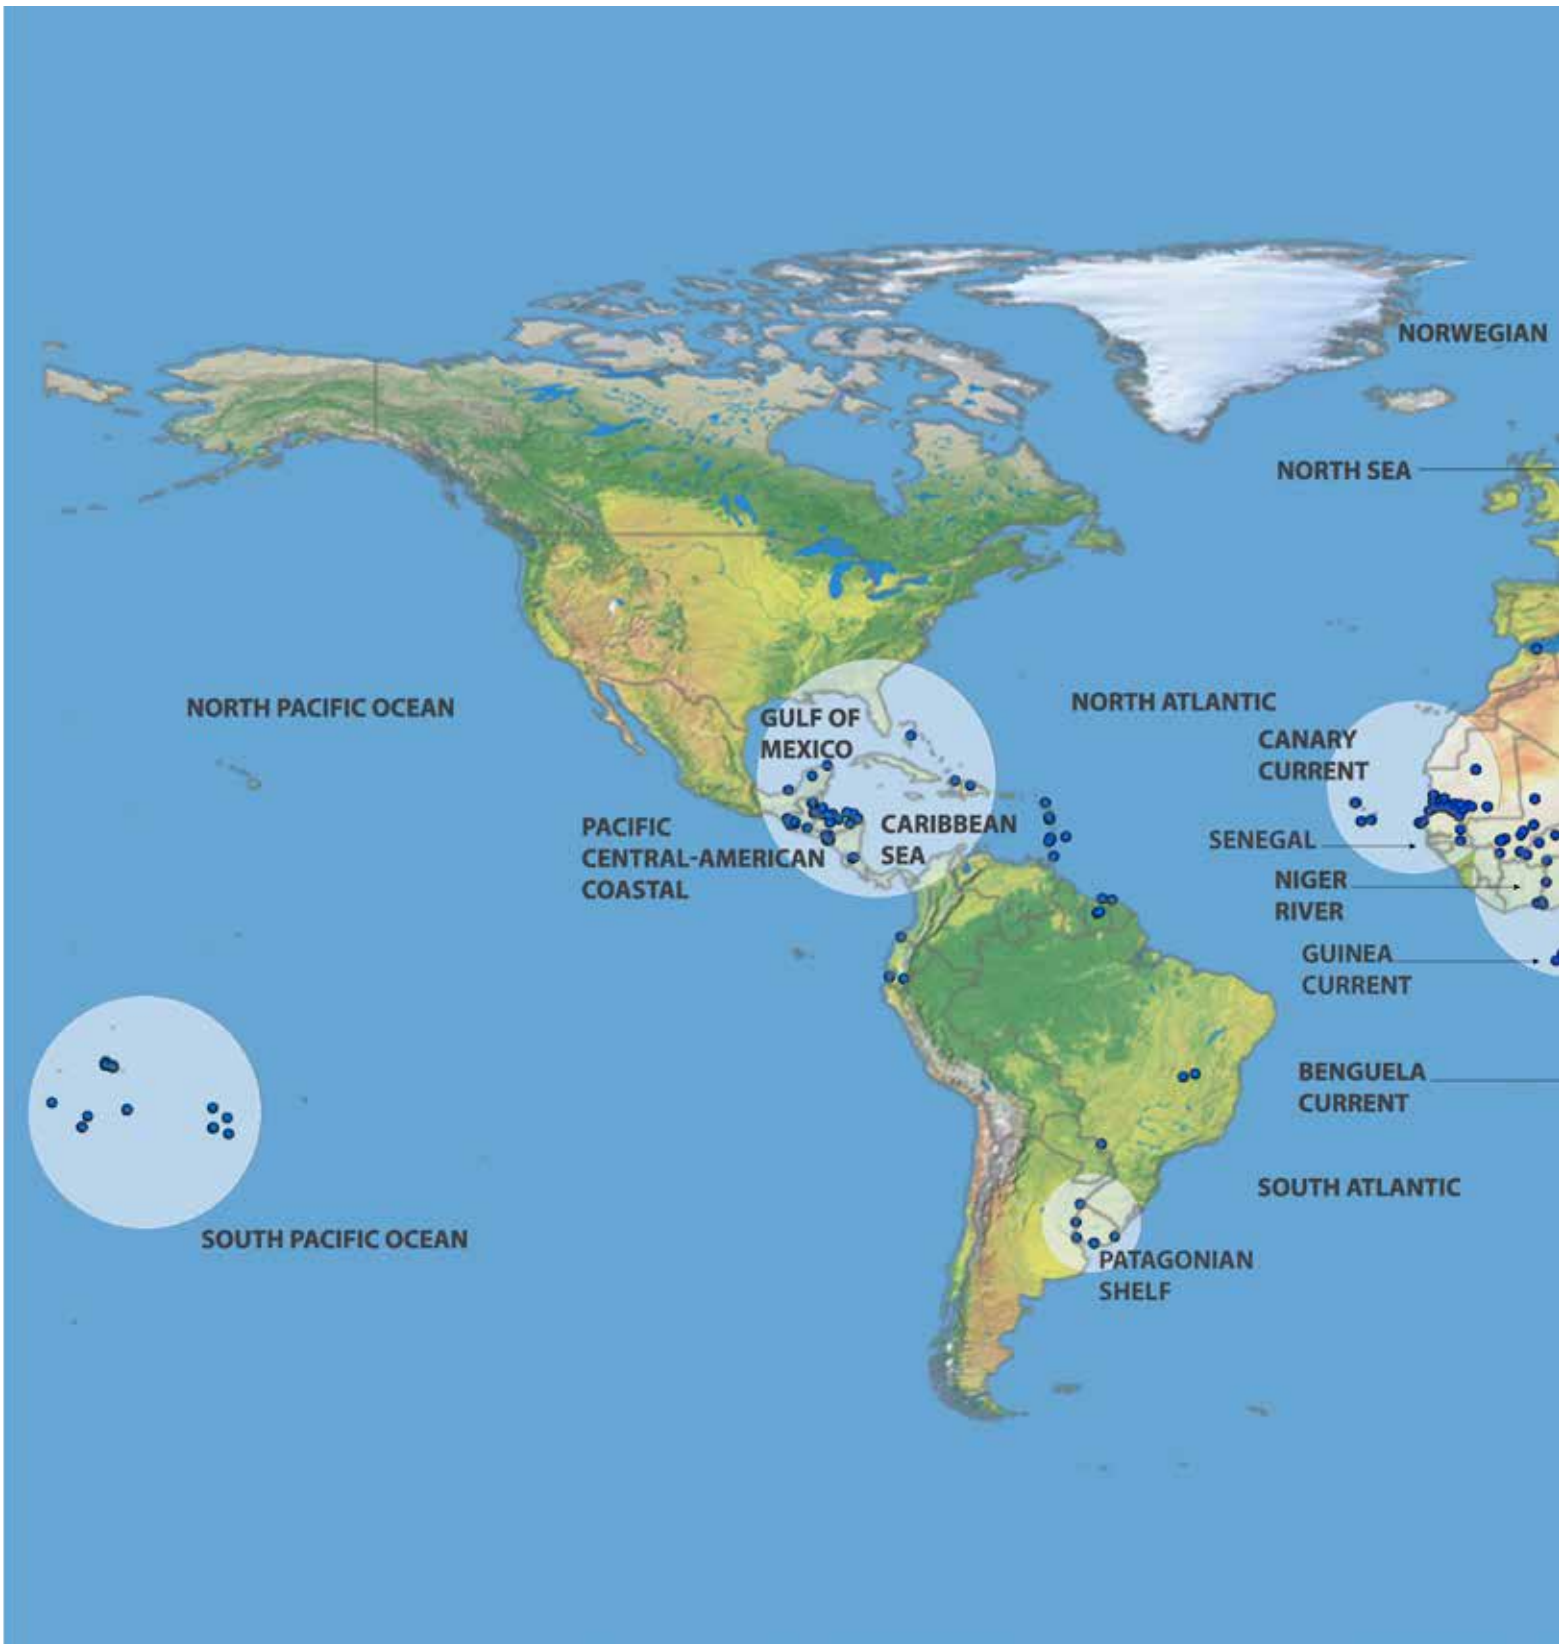 NORWEGIAN
NORTH SEA
NORTH PACIFIC OCEAN
GULF OF
MEXICO
NORTH ATLANTIC
CANARY
CURRENT
PACIFIC
CENTRAL-AMERICAN
COASTAL
CARIBBEAN
SEA
SENEGAL
NIGER
RIVER
GUINEA
CURRENT
BENGUELA
CURRENT
SOUTH ATLANTIC
SOUTH PACIFIC OCEAN
PATAGONIAN
SHELF